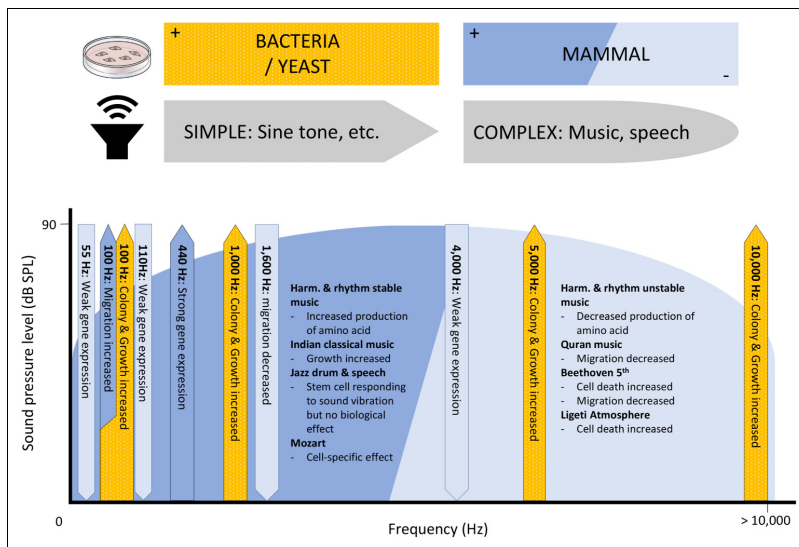 +
BACTERIA
/ YEAST
+
MAMMAL
-
SIMPLE: Sine tone, etc.
COMPLEX: Music, speech
Sound pressure level (dB SPL)
90
55 Hz: Weak gene expression
100 Hz: Migration increased
100 Hz: Colony & Growth increased
110Hz: Weak gene expression
440 Hz: Strong gene expression
1,000 Hz: Colony & Growth increased
1,600 Hz: migration decreased
Harm. & rhythm stable
music
- Increased production
of amino acid
Indian classical music
- Growth increased
Jazz drum & speech
- Stem cell responding
to sound vibration
but no biological
effect
Mozart
- Cell-specific effect
4,000 Hz: Weak gene expression
5,000 Hz: Colony & Growth increased
Harm. & rhythm unstable
music
- Decreased production of
amino acid
Quran music
- Migration decreased
Beethoven 5th
- Cell death increased
- Migration decreased
Ligeti Atmosphere
- Cell death increased
10,000 Hz: Colony & Growth increased
0
Frequency (Hz)
> 10,000